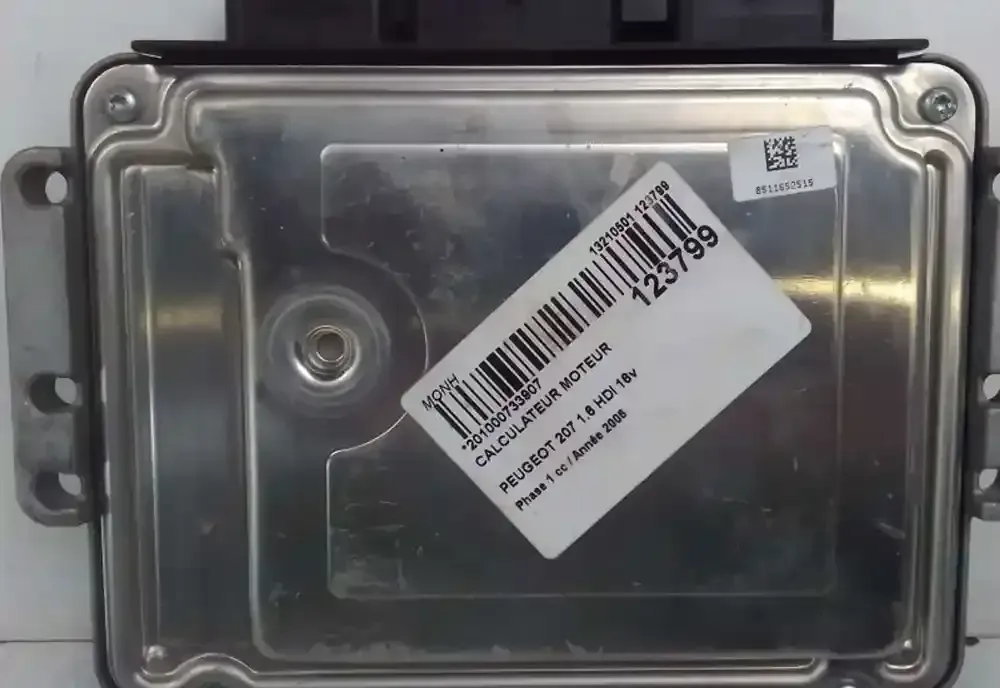 8511652515
13210501 123799
123799
MONH
*201000733907
CALCULATEUR MOTEUR
PEUGEOT 207 1.6 HDI 16v
Phase 1 cc / Année 2006